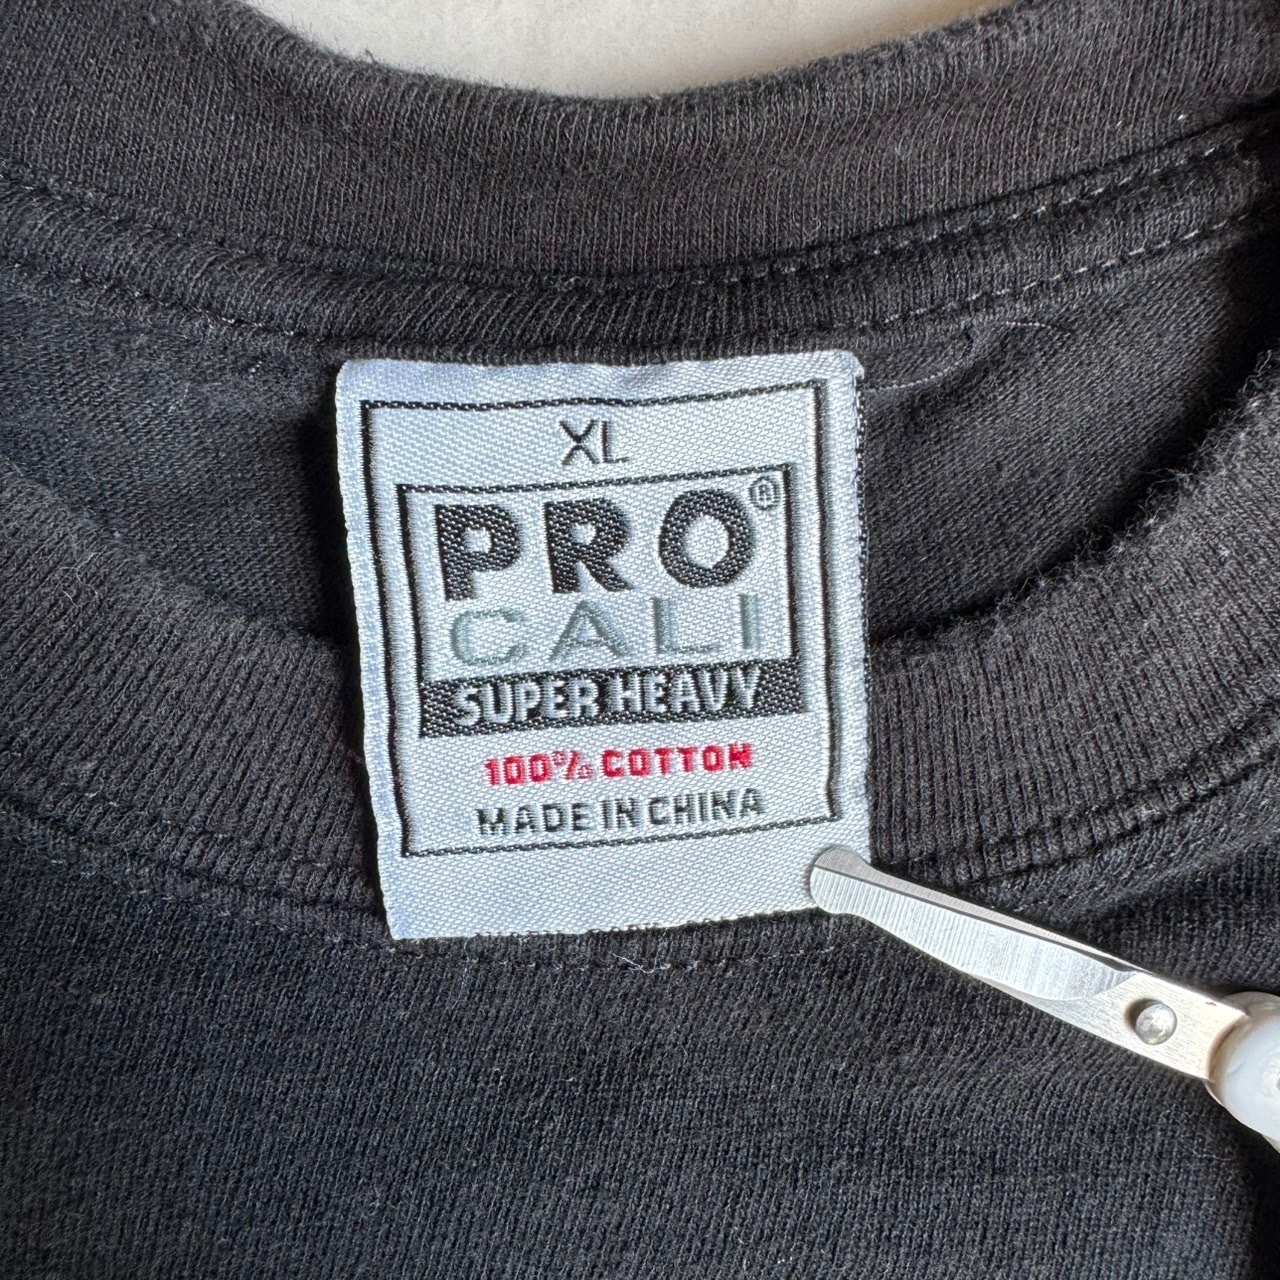 XL
PRO®
CALI
SUPER HEAVY
100% COTTON
MADE IN CHINA